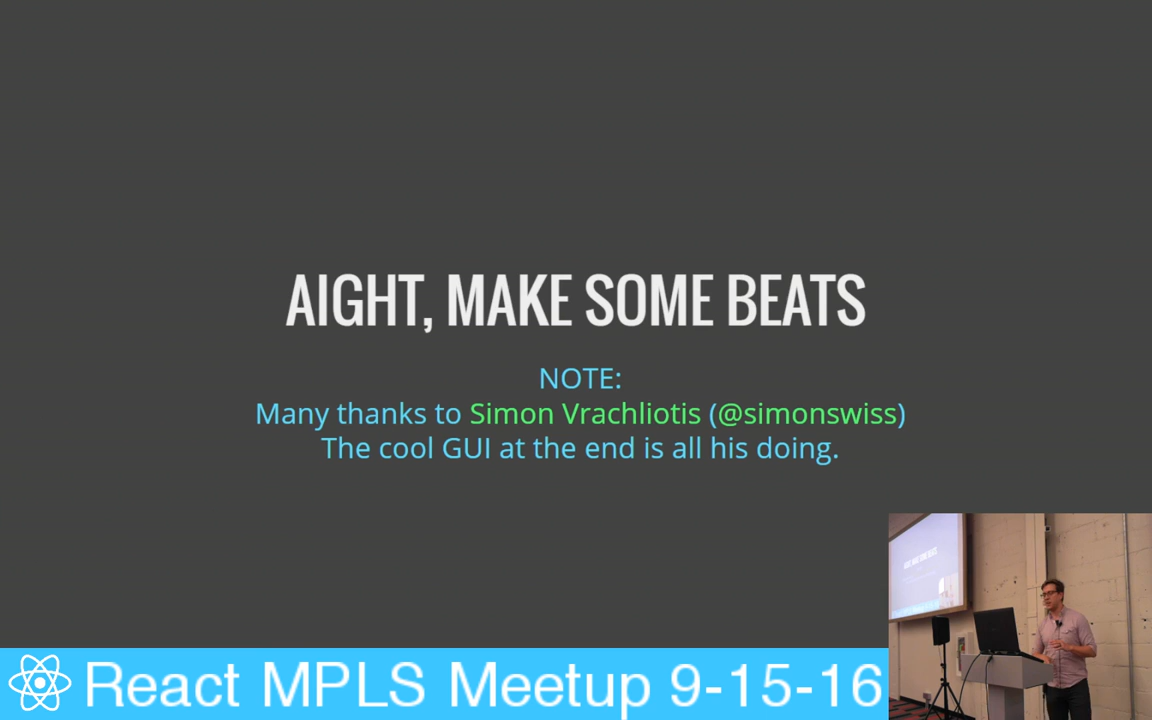 AIGHT, MAKE SOME BEATS
NOTE:
Many thanks to Simon Vrachliotis (@simonswiss)
The cool GUI at the end is all his doing.
React MPLS Meetup 9-15-16